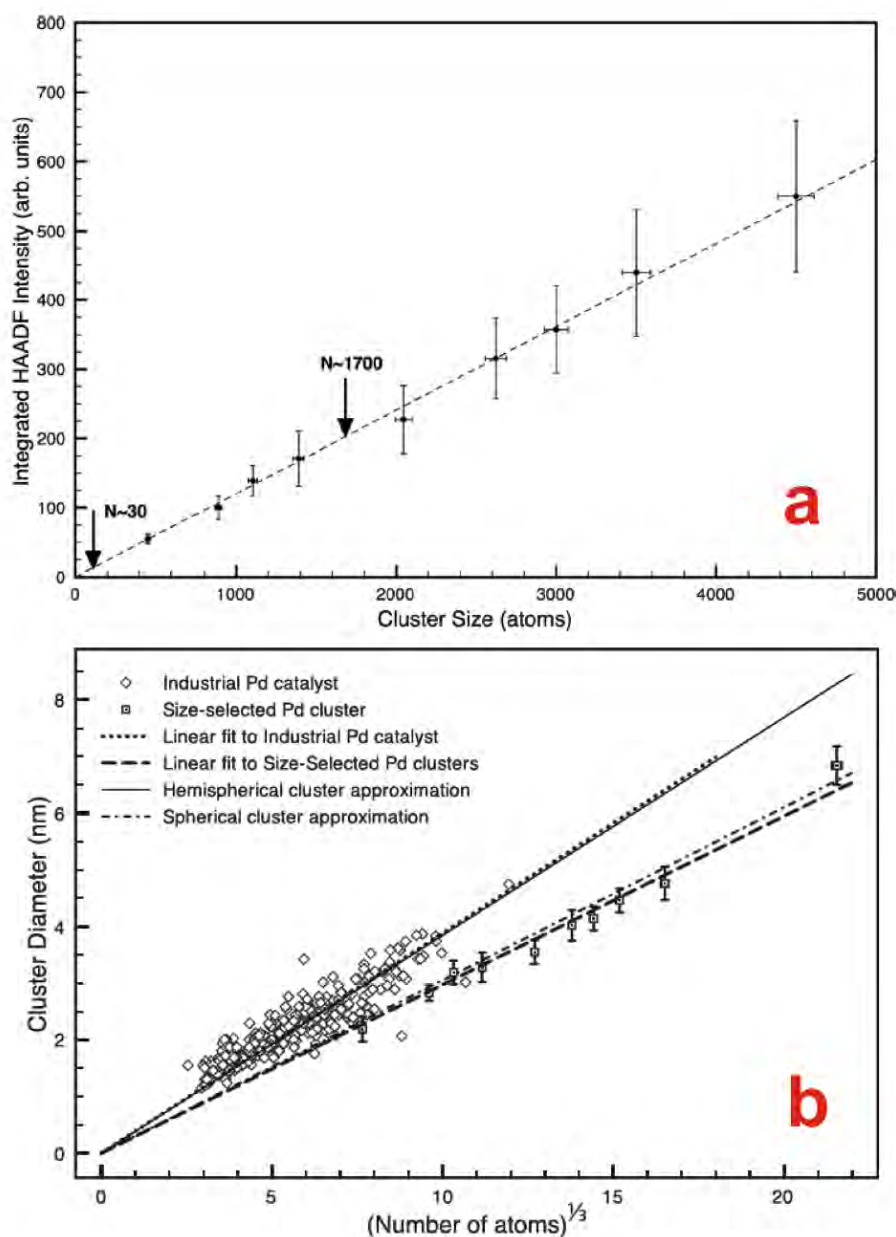 800
700
600
500
400
300
200
100
0
0
1000
2000
3000
4000
5000
Integrated HAADF Intensity (arb. units)
N~1700
N~30
a
Cluster Size (atoms)
Industrial Pd catalyst
Size-selected Pd cluster
Linear fit to Industrial Pd catalyst
Linear fit to Size-Selected Pd clusters
Hemispherical cluster approximation
Spherical cluster approximation
8
6
4
2
0
Cluster Diameter (nm)
b
0
5
10
15
20
(Number of atoms)⅓